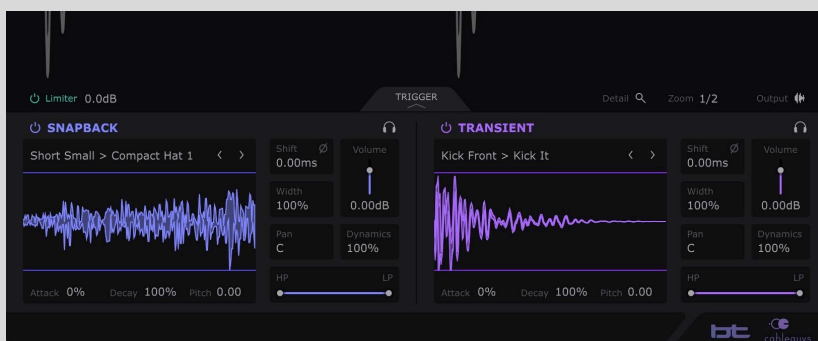 Limiter 0.0dB
TRIGGER
Detail
Zoom 1/2
Output
SNAPBACK
Short Small > Compact Hat 1 < >
Shift Ø
0.00ms
Volume
0.00dB
Width
100%
Pan
C
Dynamics
100%
HP LP
Attack 0% Decay 100% Pitch 0.00
TRANSIENT
Kick Front > Kick It < >
Shift Ø
0.00ms
Volume
0.00dB
Width
100%
Pan
C
Dynamics
100%
HP LP
Attack 0% Decay 100% Pitch 0.00
bt
cableguys